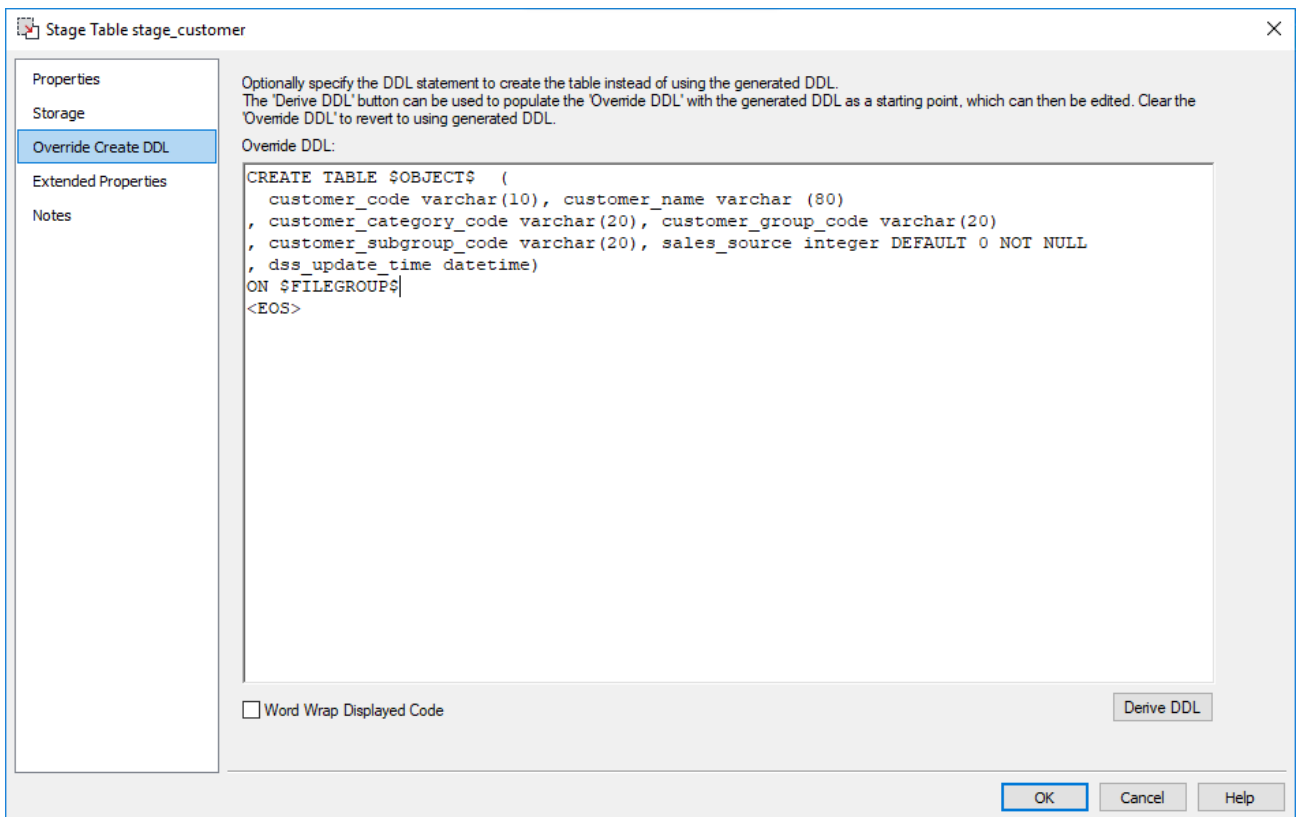 Stage Table stage_customer
Properties
Storage
Override Create DDL
Extended Properties
Notes
Optionally specify the DDL statement to create the table instead of using the generated DDL.
The 'Derive DDL' button can be used to populate the 'Override DDL' with the generated DDL as a starting point, which can then be edited. Clear the
'Override DDL' to revert to using generated DDL.
Override DDL:
CREATE TABLE $OBJECT$  (
  customer_code varchar(10), customer_name varchar (80)
, customer_category_code varchar(20), customer_group_code varchar(20)
, customer_subgroup_code varchar(20), sales_source integer DEFAULT 0 NOT NULL
, dss_update_time datetime)
ON $FILEGROUP$
<EOS>
Word Wrap Displayed Code
Derive DDL
OK
Cancel
Help